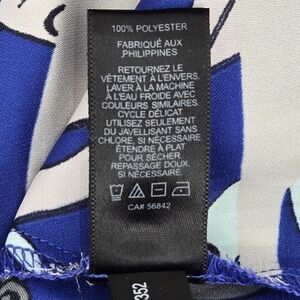 100% POLYESTER
FABRIQUÉ AUX
PHILIPPINES
RETOURNEZ LE
VÊTEMENT À L'ENVERS.
LAVER À LA MACHINE
À L'EAU FROIDE AVEC
COULEURS SIMILAIRES.
CYCLE DÉLICAT
UTILISEZ SEULEMENT
DU JAVELLISANT SANS
CHLORE, SI NÉCESSAIRE
ÉTENDRE À PLAT
POUR SÉCHER.
REPASSAGE DOUX,
SI NÉCESSAIRE.
CA# 56842
352